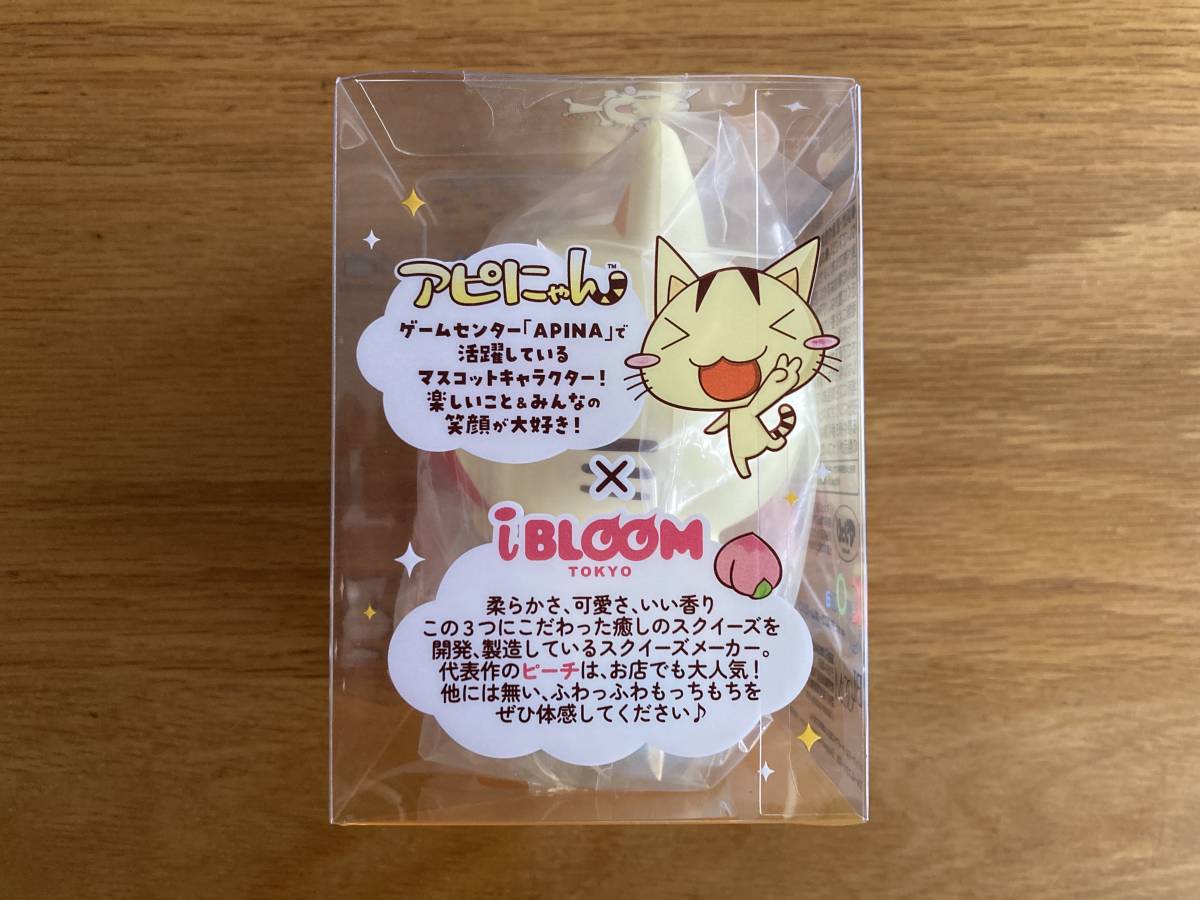 アピにゃん™
ゲームセンター「APINA」で
活躍している
マスコットキャラクター!
楽しいこと&みんなの
笑顔が大好き!
×
iBLOOM
TOKYO
柔らかさ、可愛さ、いい香り
この3つにこだわった癒しのスクイーズを
開発、製造しているスクイーズメーカー。
代表作のピーチは、お店でも大人気!
他には無い、ふわっふわもっちもちを
ぜひ体感してください♪